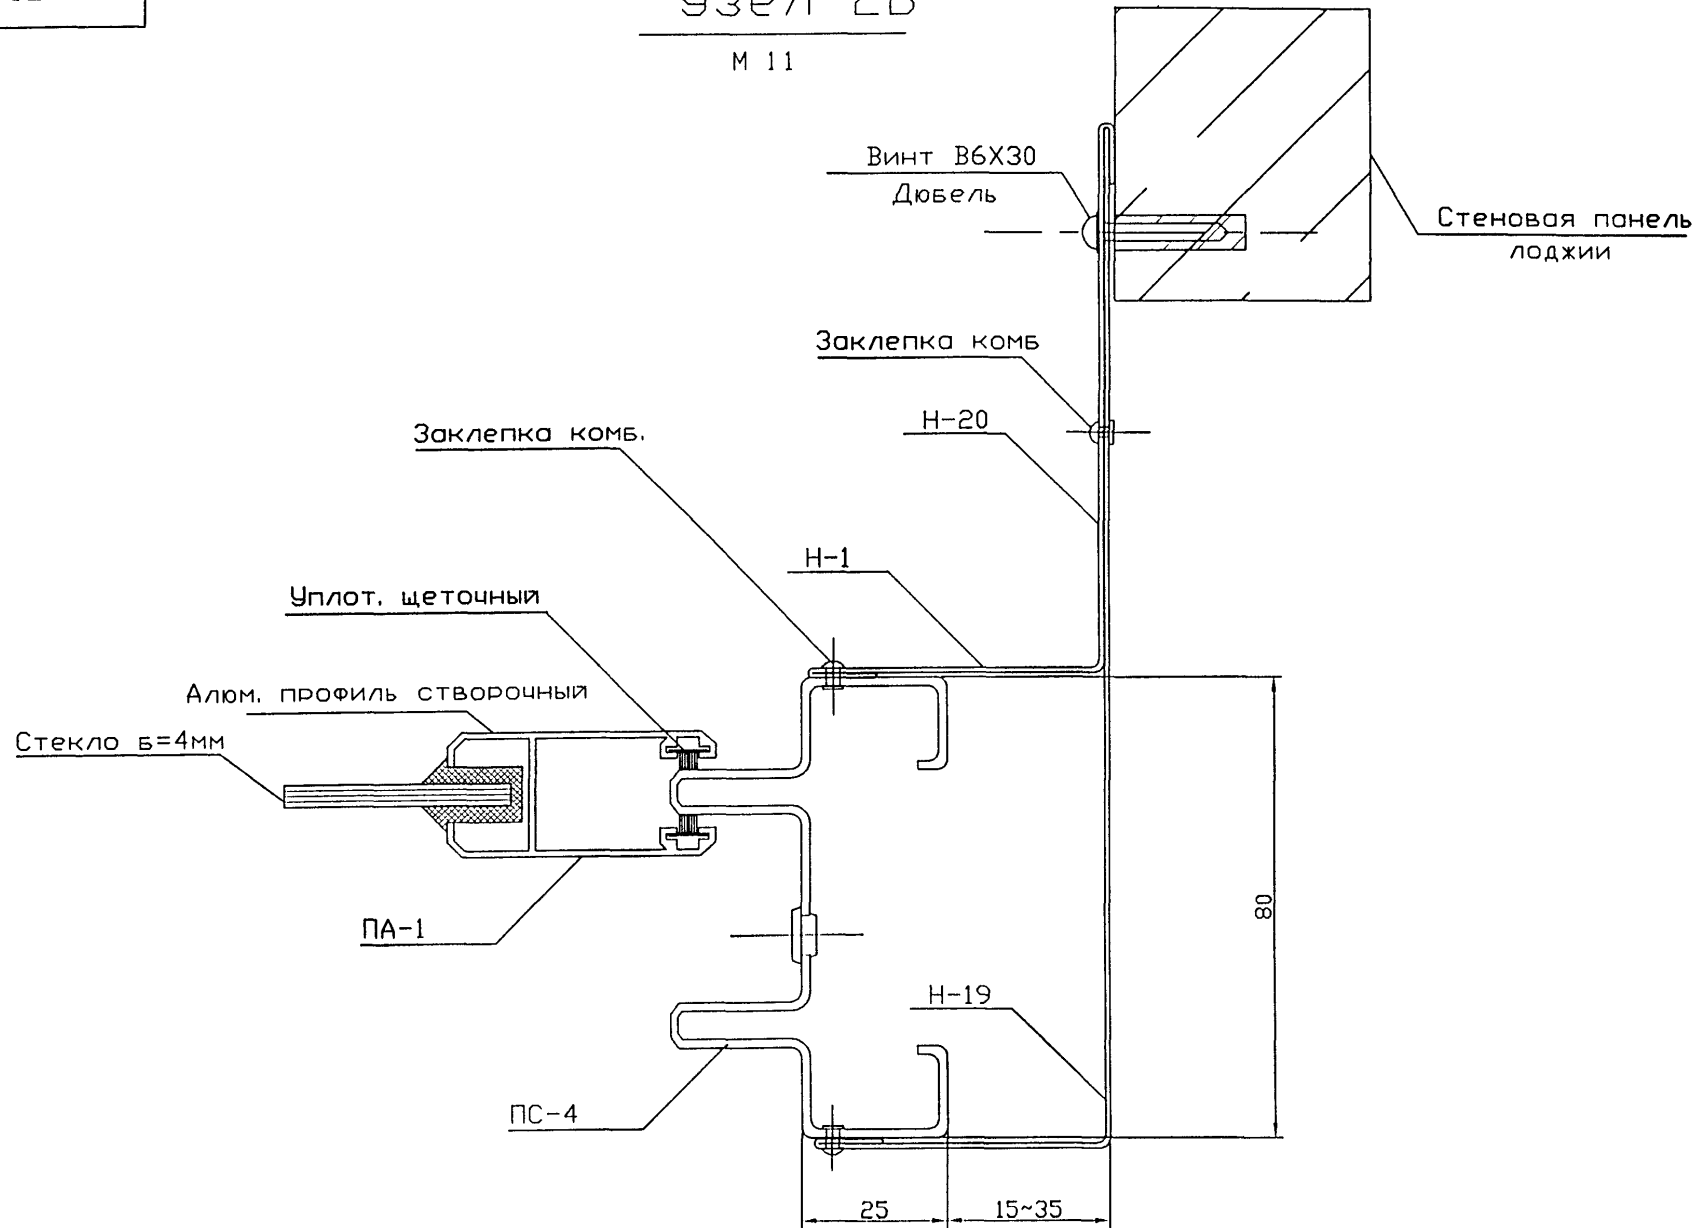 узел 2В
М 11
Винт В6Х30
Дюбель
Стеновая панель
лоджии
Заклепка комб
Н-20
Заклепка комб.
Н-1
Уплот. щеточный
Алюм. профиль створочный
Стекло б=4мм
ПА-1
80
Н-19
ПС-4
25
15~35